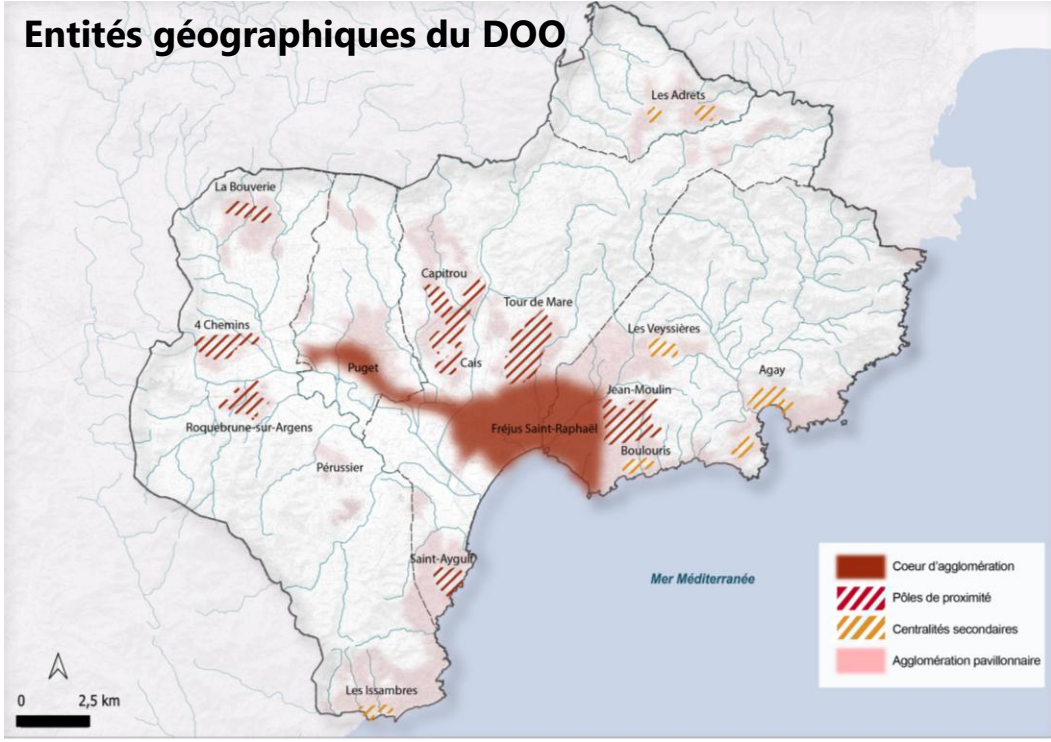 Entités géographiques du DOO
Les Adrets
La Bouverie
Capitrou
Tour de Mare
4 Chemins
Les Veyssières
Cais
Puget
Agay
Jean-Moulin
Roquebrune-sur-Argens
Fréjus Saint-Raphaël
Boulouris
Pérussier
Saint-Aygulf
Mer Méditerranée
Coeur d'agglomération
Pôles de proximité
Centralités secondaires
Agglomération pavillonnaire
Les Issambres
0 2,5 km